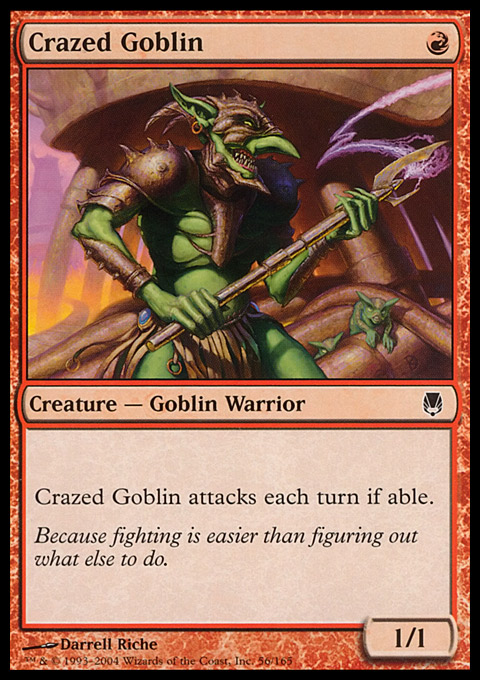 Crazed Goblin
Creature — Goblin Warrior
Crazed Goblin attacks each turn if able.
Because fighting is easier than figuring out
what else to do.
1/1
Darrell Riche
™ & © 1993–2004 Wizards of the Coast, Inc. 56/165